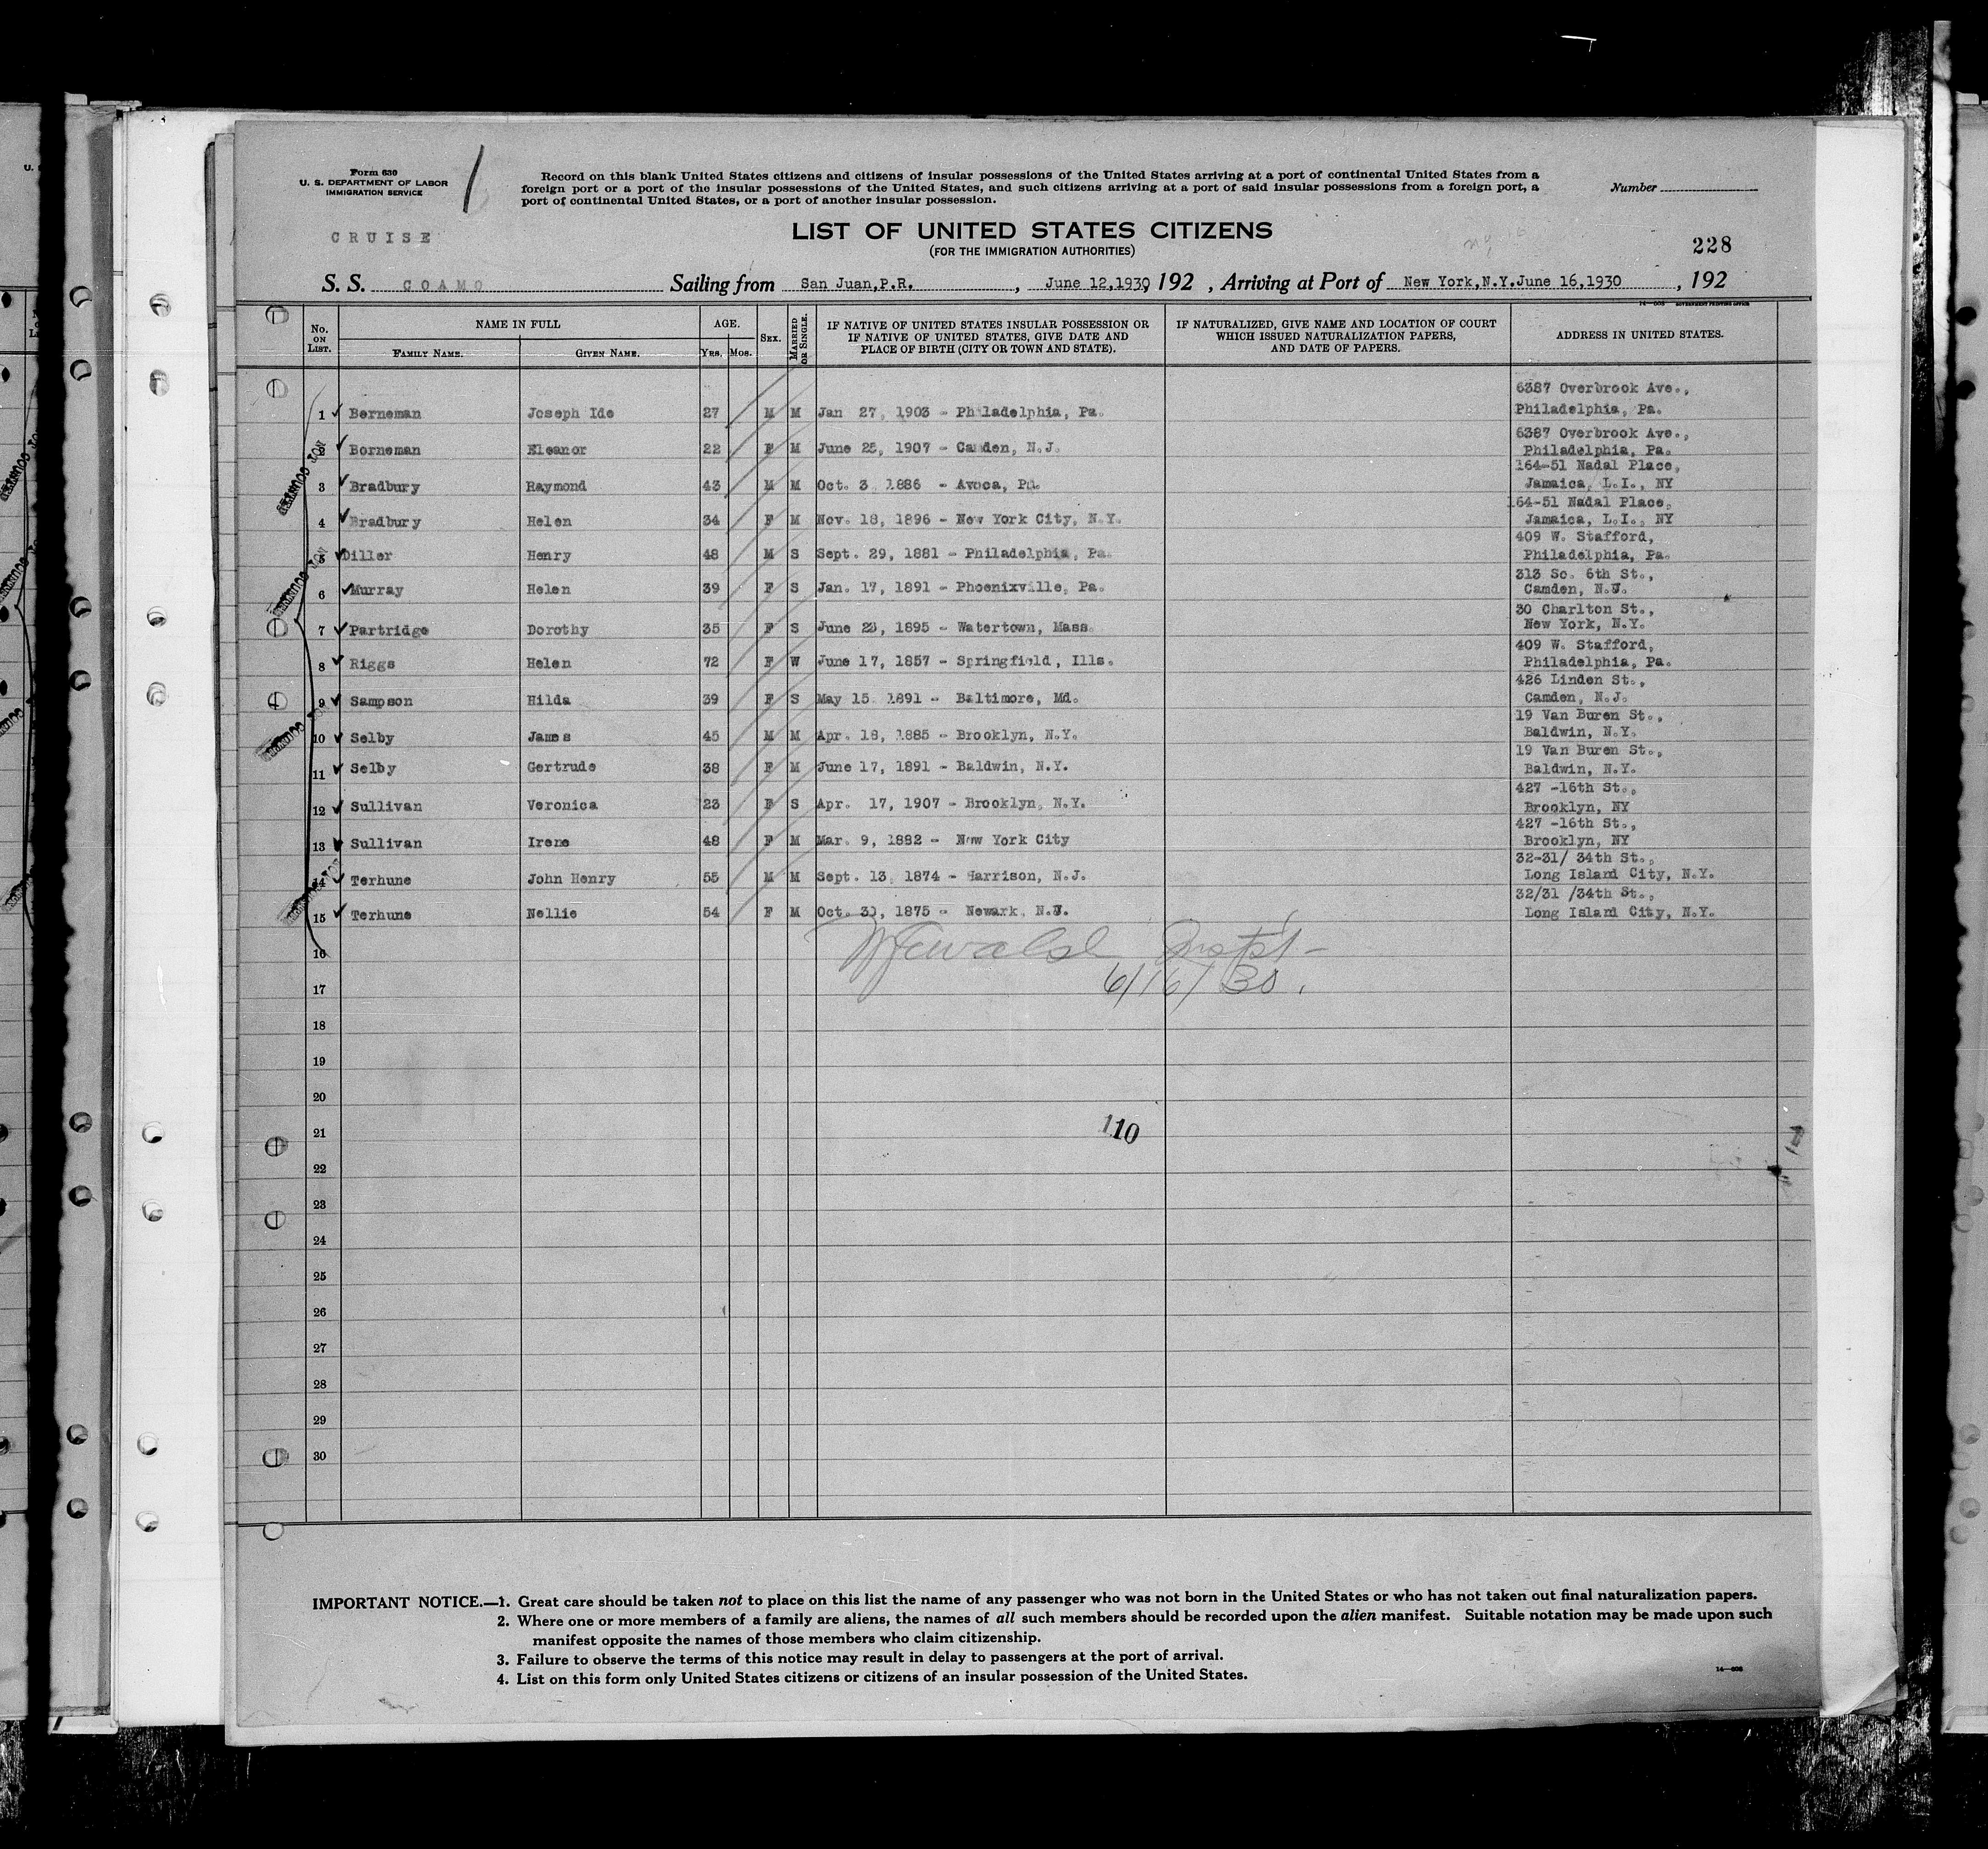 Form 630
U. S. DEPARTMENT OF LABOR
IMMIGRATION SERVICE
Record on this blank United States citizens and citizens of insular possessions of the United States arriving at a port of continental United States from a
foreign port or a port of the insular possessions of the United States, and such citizens arriving at a port of said insular possessions from a foreign port, a
port of continental United States, or a port of another insular possession.
Number
CRUISE
LIST OF UNITED STATES CITIZENS
(FOR THE IMMIGRATION AUTHORITIES)
228
S. S. COAMO Sailing from San Juan,P.R. , June 12,1930, 192 , Arriving at Port of New York,N.Y.June 16,1930 , 192
No. ON LIST. NAME IN FULL AGE. SEX. MARRIED OR SINGLE. IF NATIVE OF UNITED STATES INSULAR POSSESSION OR IF NATIVE OF UNITED STATES, GIVE DATE AND PLACE OF BIRTH (CITY OR TOWN AND STATE). IF NATURALIZED, GIVE NAME AND LOCATION OF COURT WHICH ISSUED NATURALIZATION PAPERS, AND DATE OF PAPERS. ADDRESS IN UNITED STATES.
FAMILY NAME. GIVEN NAME. YRS. MOS.
1 Berneman Joseph Ide 27 M M Jan 27, 1903 - Philadelphia, Pa. 6387 Overbrook Ave., Philadelphia, Pa.
2 Borneman Eleanor 22 F M June 25, 1907 - Camden, N.J. 6387 Overbrook Ave., Philadelphia, Pa.
3 Bradbury Raymond 43 M M Oct. 3, 1886 - Avoca, Pa. 164-51 Nadal Place, Jamaica, L.I., NY
4 Bradbury Helen 34 F M Nov. 18, 1896 - New York City, N.Y. 164-51 Nadal Place, Jamaica, L.I., NY
5 Diller Henry 48 M S Sept. 29, 1881 - Philadelphia, Pa. 409 W. Stafford, Philadelphia, Pa.
6 Murray Helen 39 F S Jan. 17, 1891 - Phoenixville, Pa. 313 So. 6th St., Camden, N.J.
7 Partridge Dorothy 35 F S June 23, 1895 - Watertown, Mass. 30 Charlton St., New York, N.Y.
8 Riggs Helen 72 F W June 17, 1857 - Springfield, Ills. 409 W. Stafford, Philadelphia, Pa.
9 Sampson Hilda 39 F S May 15 1891 - Baltimore, Md. 426 Linden St., Camden, N.J.
10 Selby James 45 M M Apr. 18, 1885 - Brooklyn, N.Y. 19 Van Buren St., Baldwin, N.Y.
11 Selby Gertrude 38 F M June 17, 1891 - Baldwin, N.Y. 19 Van Buren St., Baldwin, N.Y.
12 Sullivan Veronica 23 F S Apr. 17, 1907 - Brooklyn, N.Y. 427 -16th St., Brooklyn, NY
13 Sullivan Irene 48 F M Mar. 9, 1882 - New York City 427 -16th St., Brooklyn, NY
14 Terhune John Henry 55 M M Sept. 13, 1874 - Harrison, N.J. 32-31/ 34th St., Long Island City, N.Y.
15 Terhune Nellie 54 F M Oct. 30, 1875 - Newark, N.J. 32/31 /34th St., Long Island City, N.Y.
16
6/16/30.
17
18
19
20
21
110
22
23
24
25
26
27
28
29
30
IMPORTANT NOTICE.—1. Great care should be taken not to place on this list the name of any passenger who was not born in the United States or who has not taken out final naturalization papers.
2. Where one or more members of a family are aliens, the names of all such members should be recorded upon the alien manifest. Suitable notation may be made upon such
manifest opposite the names of those members who claim citizenship.
3. Failure to observe the terms of this notice may result in delay to passengers at the port of arrival.
4. List on this form only United States citizens or citizens of an insular possession of the United States.